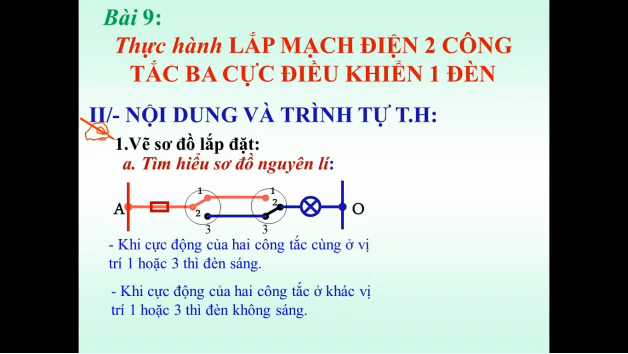 Bài 9:
Thực hành LẮP MẠCH ĐIỆN 2 CÔNG
TẮC BA CỰC ĐIỀU KHIỂN 1 ĐÈN
II/- NỘI DUNG VÀ TRÌNH TỰ T.H:
1.Vẽ sơ đồ lắp đặt:
a. Tìm hiểu sơ đồ nguyên lí:
1 1
A 2 2 O
3 3
- Khi cực động của hai công tắc cùng ở vị
trí 1 hoặc 3 thì đèn sáng.
- Khi cực động của hai công tắc ở khác vị
trí 1 hoặc 3 thì đèn không sáng.